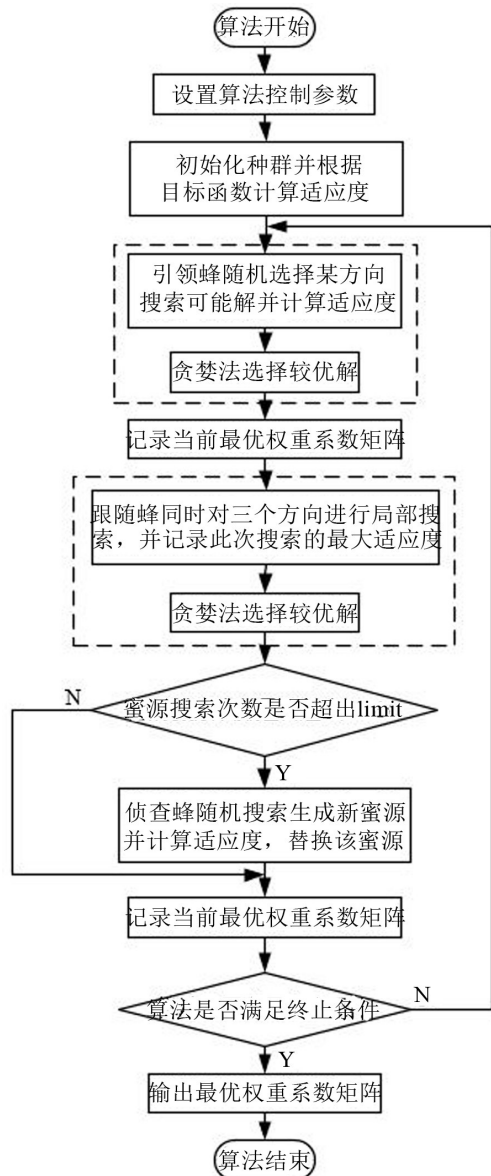 算法开始
设置算法控制参数
初始化种群并根据
目标函数计算适应度
引领蜂随机选择某方向
搜索可能解并计算适应度
贪婪法选择较优解
记录当前最优权重系数矩阵
跟随蜂同时对三个方向进行局部搜
索，并记录此次搜索的最大适应度
贪婪法选择较优解
N
蜜源搜索次数是否超出limit
Y
侦查蜂随机搜索生成新蜜源
并计算适应度，替换该蜜源
记录当前最优权重系数矩阵
算法是否满足终止条件
N
Y
输出最优权重系数矩阵
算法结束